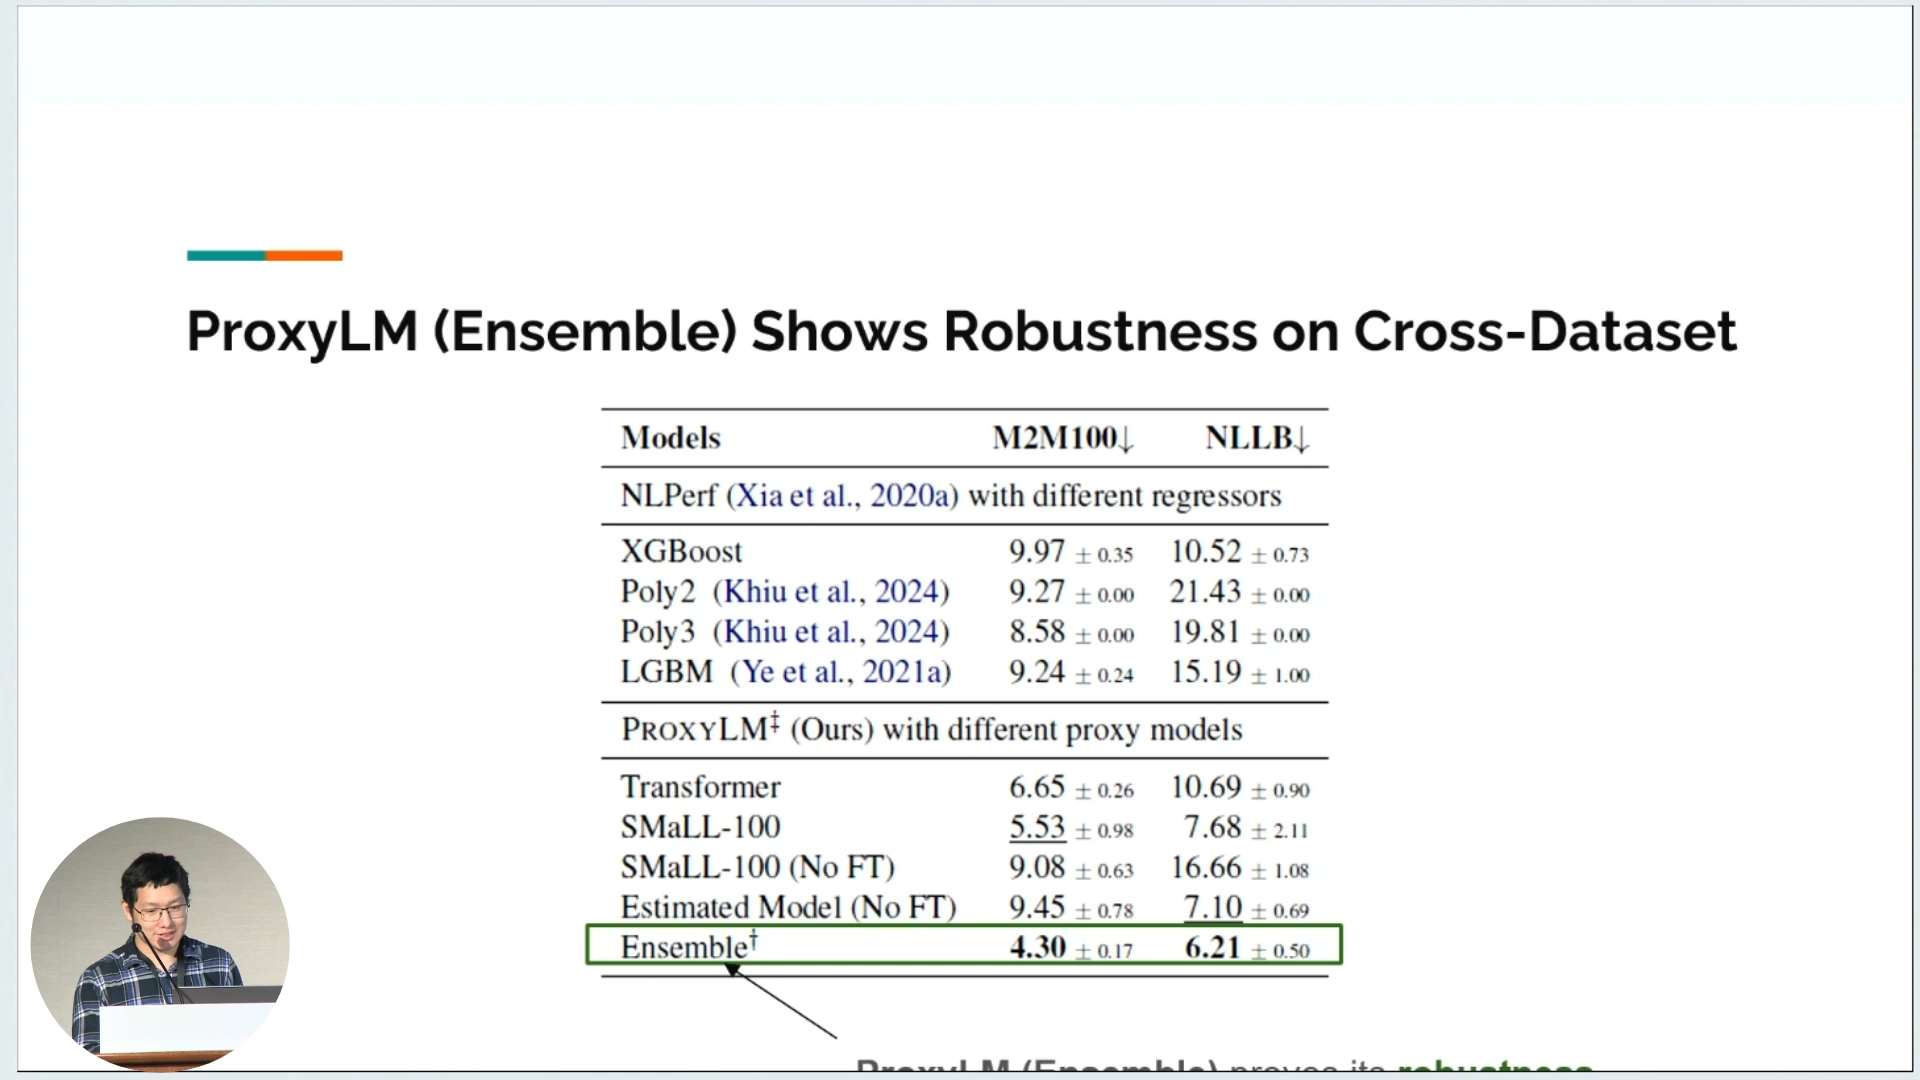 ProxyLM (Ensemble) Shows Robustness on Cross-Dataset
Models M2M100↓ NLLB↓
NLPerf (Xia et al., 2020a) with different regressors
XGBoost 9.97 ± 0.35 10.52 ± 0.73
Poly2 (Khiu et al., 2024) 9.27 ± 0.00 21.43 ± 0.00
Poly3 (Khiu et al., 2024) 8.58 ± 0.00 19.81 ± 0.00
LGBM (Ye et al., 2021a) 9.24 ± 0.24 15.19 ± 1.00
PROXYLM‡ (Ours) with different proxy models
Transformer 6.65 ± 0.26 10.69 ± 0.90
SMaLL-100 5.53 ± 0.98 7.68 ± 2.11
SMaLL-100 (No FT) 9.08 ± 0.63 16.66 ± 1.08
Estimated Model (No FT) 9.45 ± 0.78 7.10 ± 0.69
Ensemble† 4.30 ± 0.17 6.21 ± 0.50
ProxyLM (Ensemble) proves its robustness